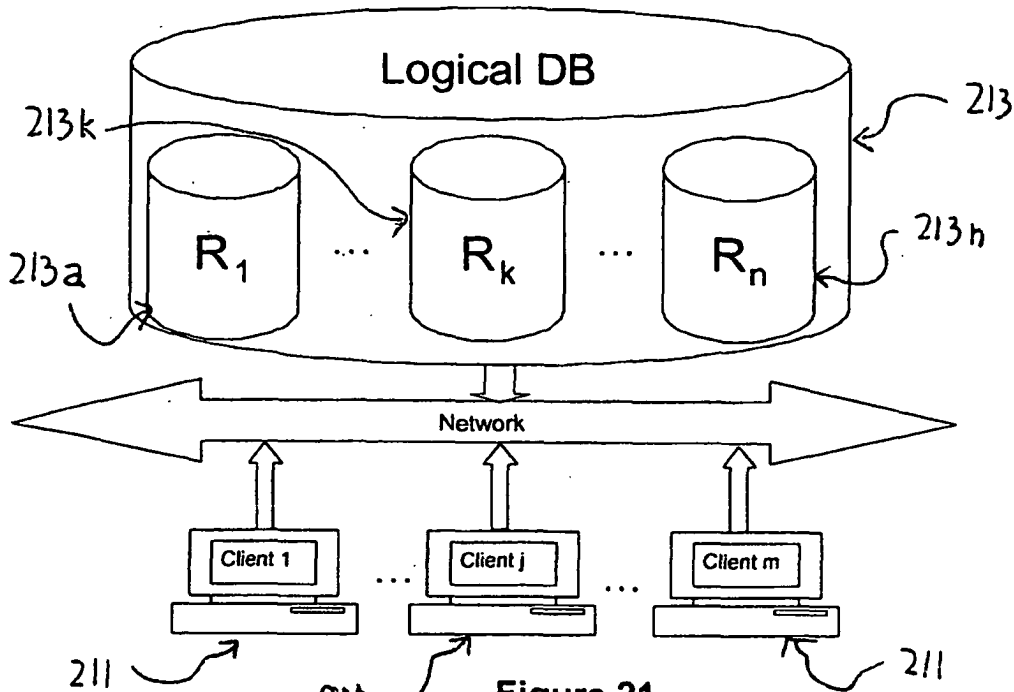 Logical DB
213
213k
R1 ... Rk ... Rn
213n
213a
Network
Client 1 ... Client j ... Client m
211
211
Figure 21